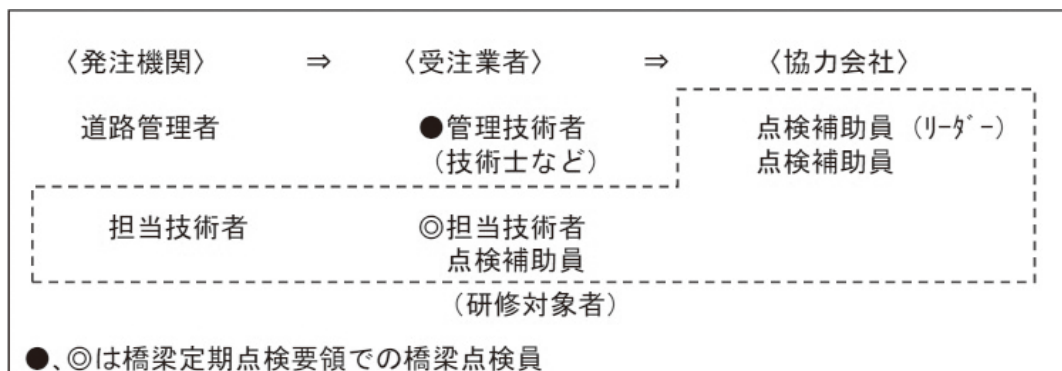 〈発注機関〉 ⇒ 〈受注業者〉 ⇒ 〈協力会社〉
道路管理者 ●管理技術者 点検補助員（ﾘｰﾀﾞｰ）
（技術士など） 点検補助員
担当技術者 ◎担当技術者
点検補助員
（研修対象者）
●、◎は橋梁定期点検要領での橋梁点検員